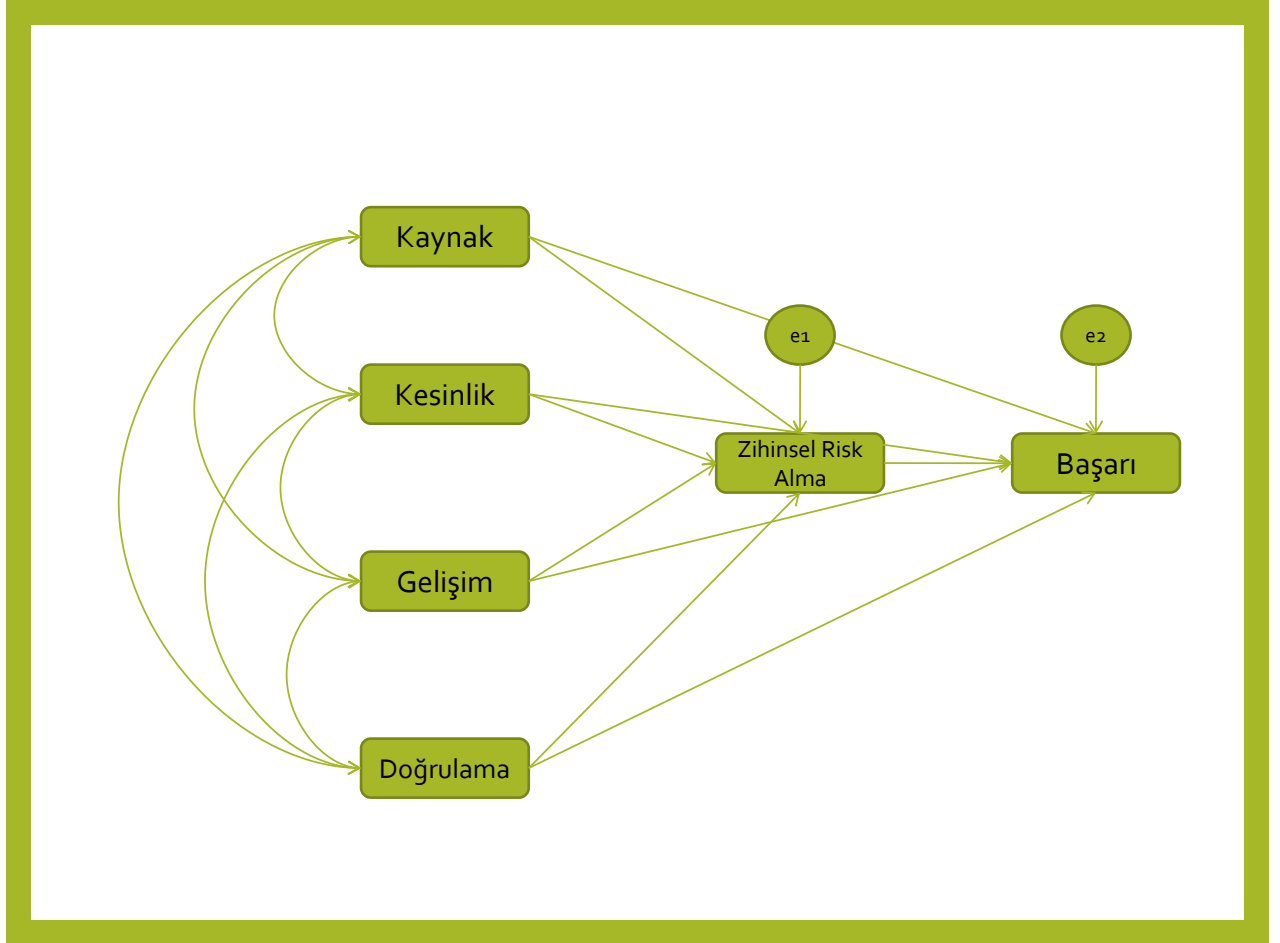 Kaynak
e1
e2
Kesinlik
Zihinsel Risk
Alma
Başarı
Gelişim
Doğrulama